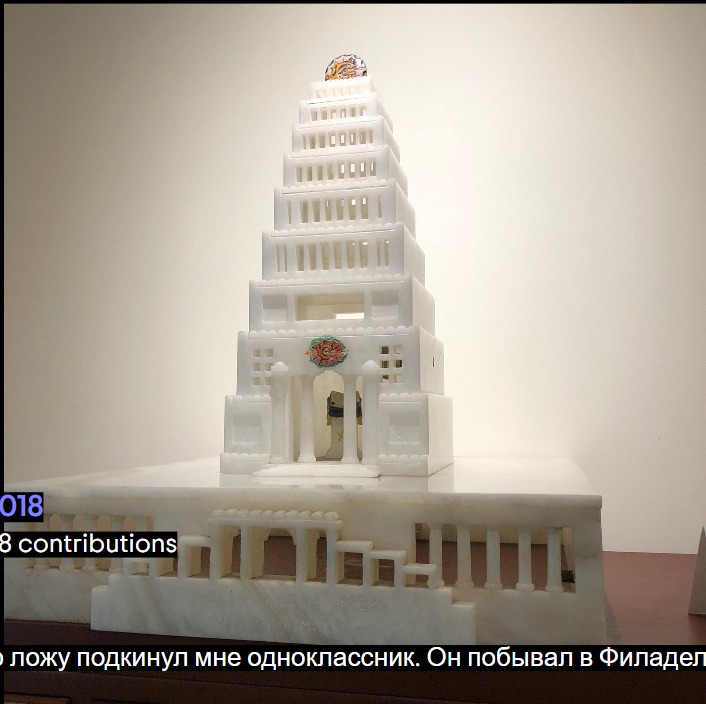 018
8 contributions
о ложу подкинул мне одноклассник. Он побывал в Филадел